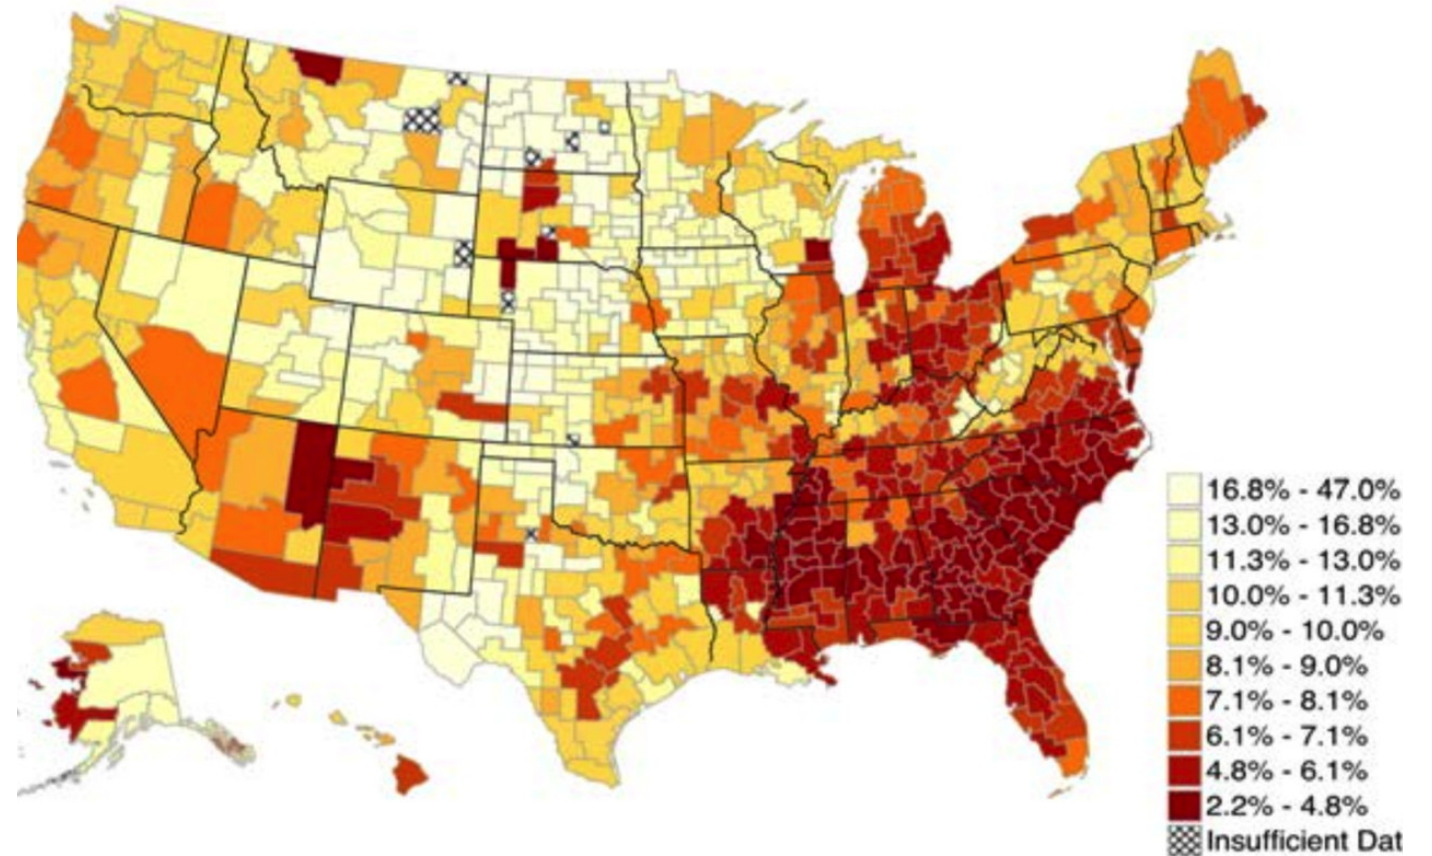 16.8% - 47.0%
13.0% - 16.8%
11.3% - 13.0%
10.0% - 11.3%
9.0% - 10.0%
8.1% - 9.0%
7.1% - 8.1%
6.1% - 7.1%
4.8% - 6.1%
2.2% - 4.8%
Insufficient Dat